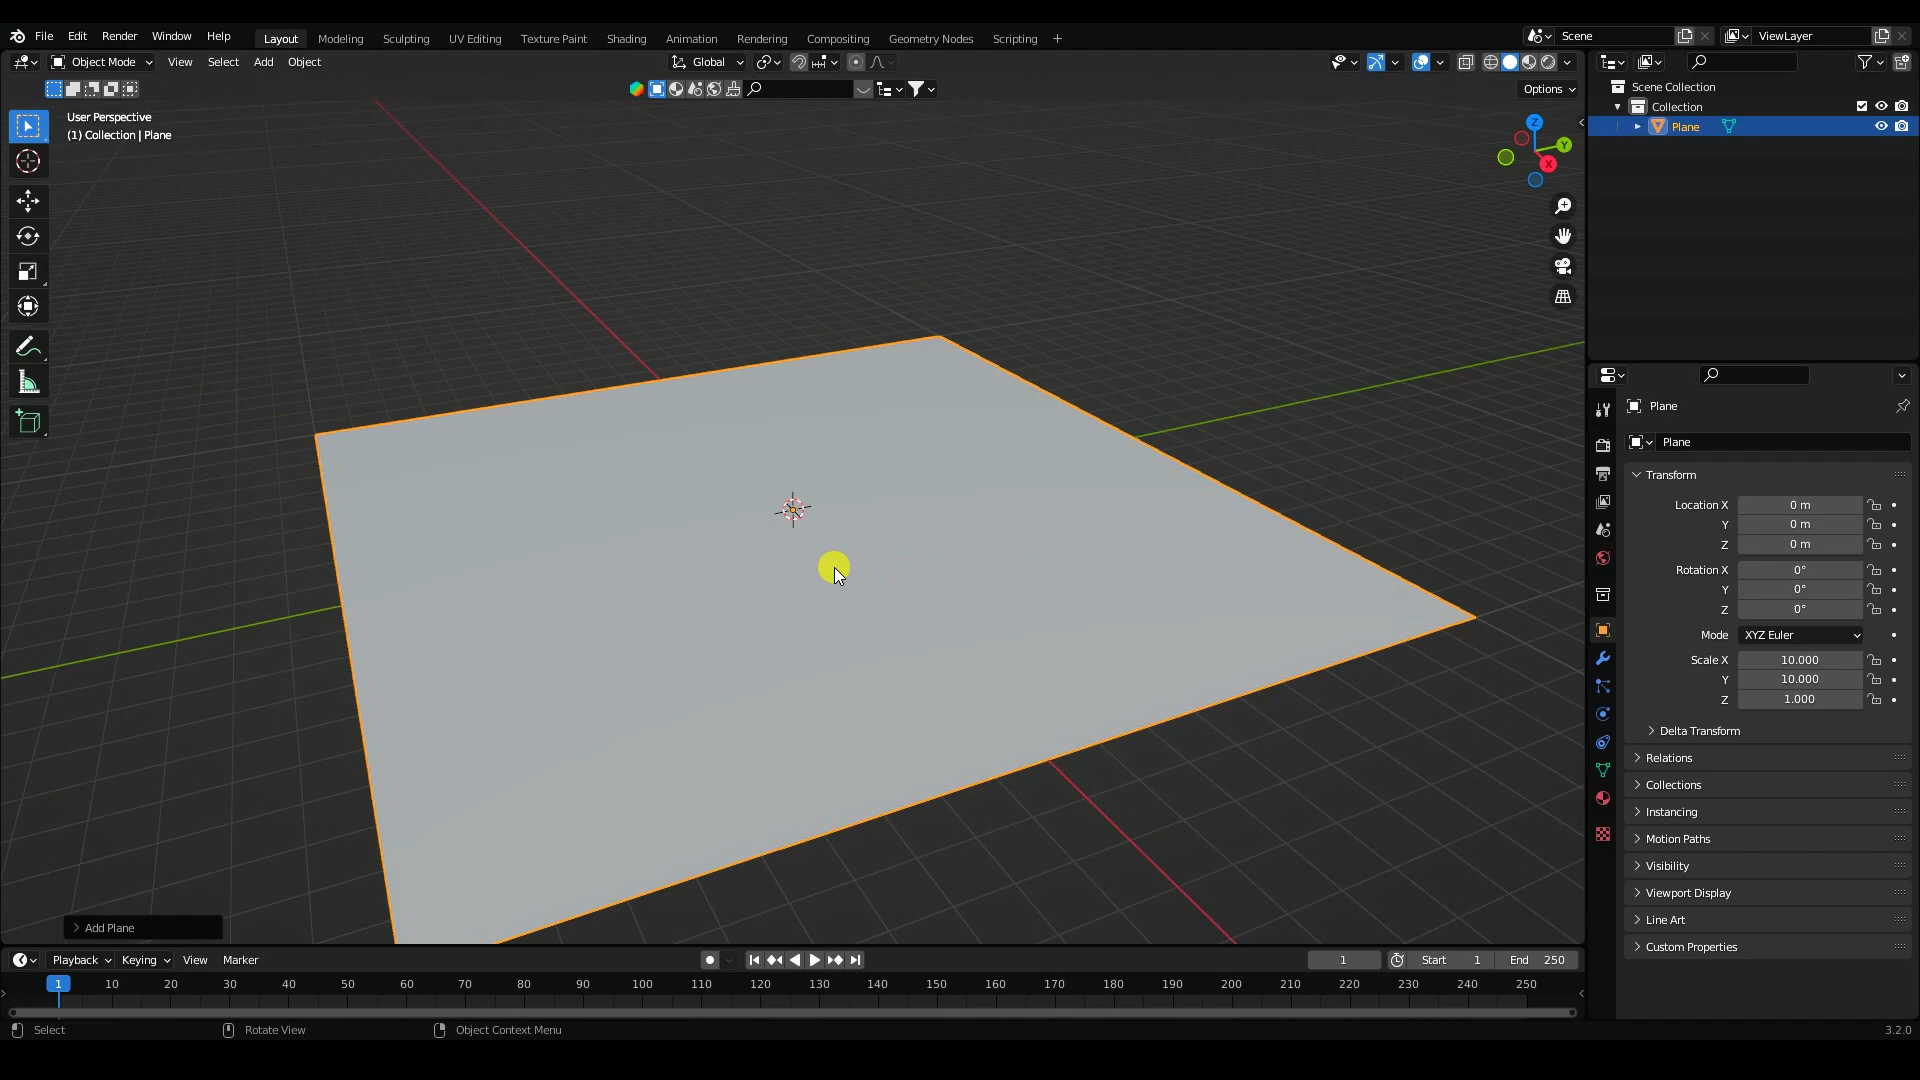 File Edit Render Window Help Layout Modeling Sculpting UV Editing Texture Paint Shading Animation Rendering Compositing Geometry Nodes Scripting + Scene ViewLayer
Object Mode View Select Add Object Global
Options
User Perspective
(1) Collection | Plane
Z
Y
X
Add Plane
Scene Collection
Collection
Plane
Plane
Plane
Transform
Location X 0 m
Y 0 m
Z 0 m
Rotation X 0°
Y 0°
Z 0°
Mode XYZ Euler
Scale X 10.000
Y 10.000
Z 1.000
Delta Transform
Relations
Collections
Instancing
Motion Paths
Visibility
Viewport Display
Line Art
Custom Properties
Playback Keying View Marker 1 Start 1 End 250
1 10 20 30 40 50 60 70 80 90 100 110 120 130 140 150 160 170 180 190 200 210 220 230 240 250
Select Rotate View Object Context Menu 3.2.0